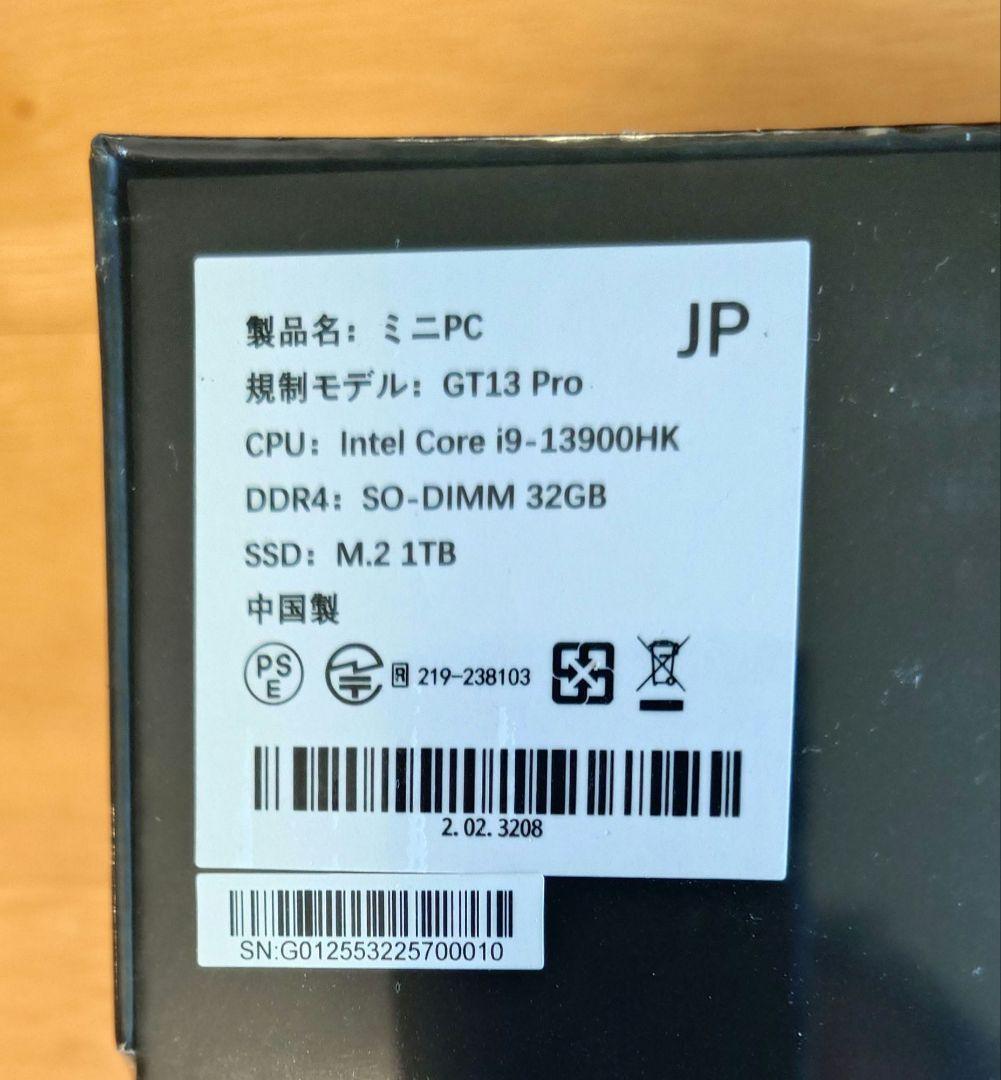 製品名：ミニPC
JP
規制モデル：GT13 Pro
CPU：Intel Core i9-13900HK
DDR4：SO-DIMM 32GB
SSD：M.2 1TB
中国製
PSE
R 219-238103
2.02.3208
SN:G012553225700010